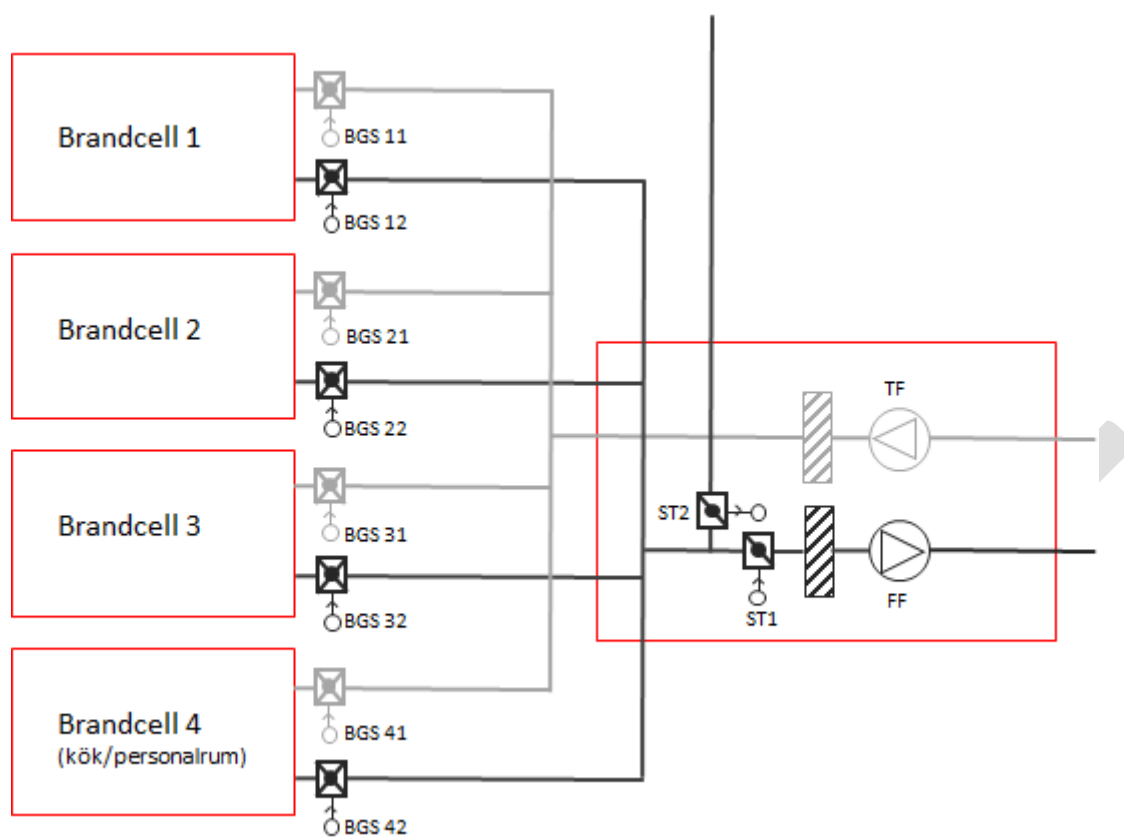 Brandcell 1
BGS 11
BGS 12
Brandcell 2
BGS 21
BGS 22
Brandcell 3
BGS 31
BGS 32
Brandcell 4
(kök/personalrum)
BGS 41
BGS 42
TF
ST2
ST1
FF